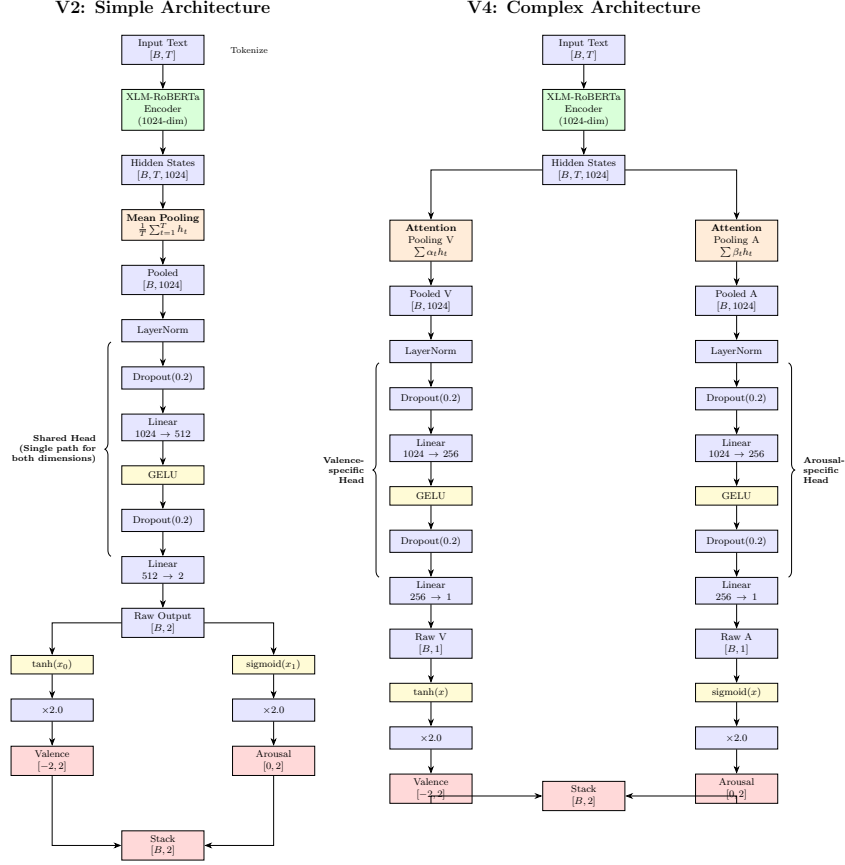 V2: Simple Architecture
Input Text
[B, T]
Tokenize
XLM-RoBERTa
Encoder
(1024-dim)
Hidden States
[B, T, 1024]
Mean Pooling
1/T ∑_{t=1}^{T} h_t
Pooled
[B, 1024]
LayerNorm
Dropout(0.2)
Linear
1024 → 512
GELU
Dropout(0.2)
Linear
512 → 2
Shared Head
(Single path for
both dimensions)
Raw Output
[B, 2]
tanh(x₀)
×2.0
Valence
[−2, 2]
sigmoid(x₁)
×2.0
Arousal
[0, 2]
Stack
[B, 2]
V4: Complex Architecture
Input Text
[B, T]
XLM-RoBERTa
Encoder
(1024-dim)
Hidden States
[B, T, 1024]
Attention
Pooling V
∑ αₜhₜ
Pooled V
[B, 1024]
LayerNorm
Dropout(0.2)
Linear
1024 → 256
GELU
Dropout(0.2)
Linear
256 → 1
Valence-
specific
Head
Raw V
[B, 1]
tanh(x)
×2.0
Valence
[−2, 2]
Attention
Pooling A
∑ βₜhₜ
Pooled A
[B, 1024]
LayerNorm
Dropout(0.2)
Linear
1024 → 256
GELU
Dropout(0.2)
Linear
256 → 1
Arousal-
specific
Head
Raw A
[B, 1]
sigmoid(x)
×2.0
Arousal
[0, 2]
Stack
[B, 2]